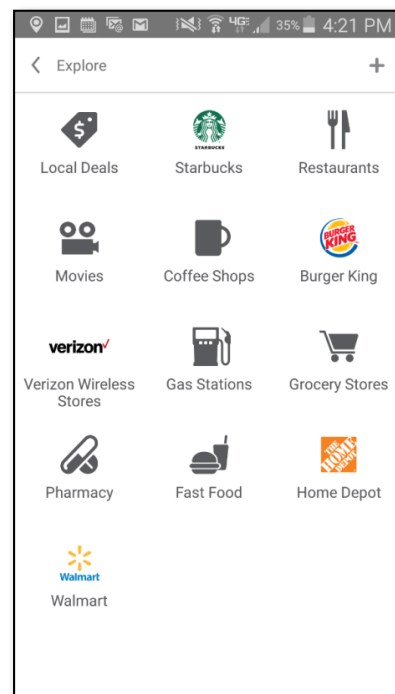 4G 35% 4:21 PM
Explore
Local Deals
STARBUCKS
Starbucks
Restaurants
Movies
Coffee Shops
BURGER KING
Burger King
verizon
Verizon Wireless
Stores
Gas Stations
Grocery Stores
Pharmacy
Fast Food
THE HOME DEPOT
Home Depot
Walmart
Walmart